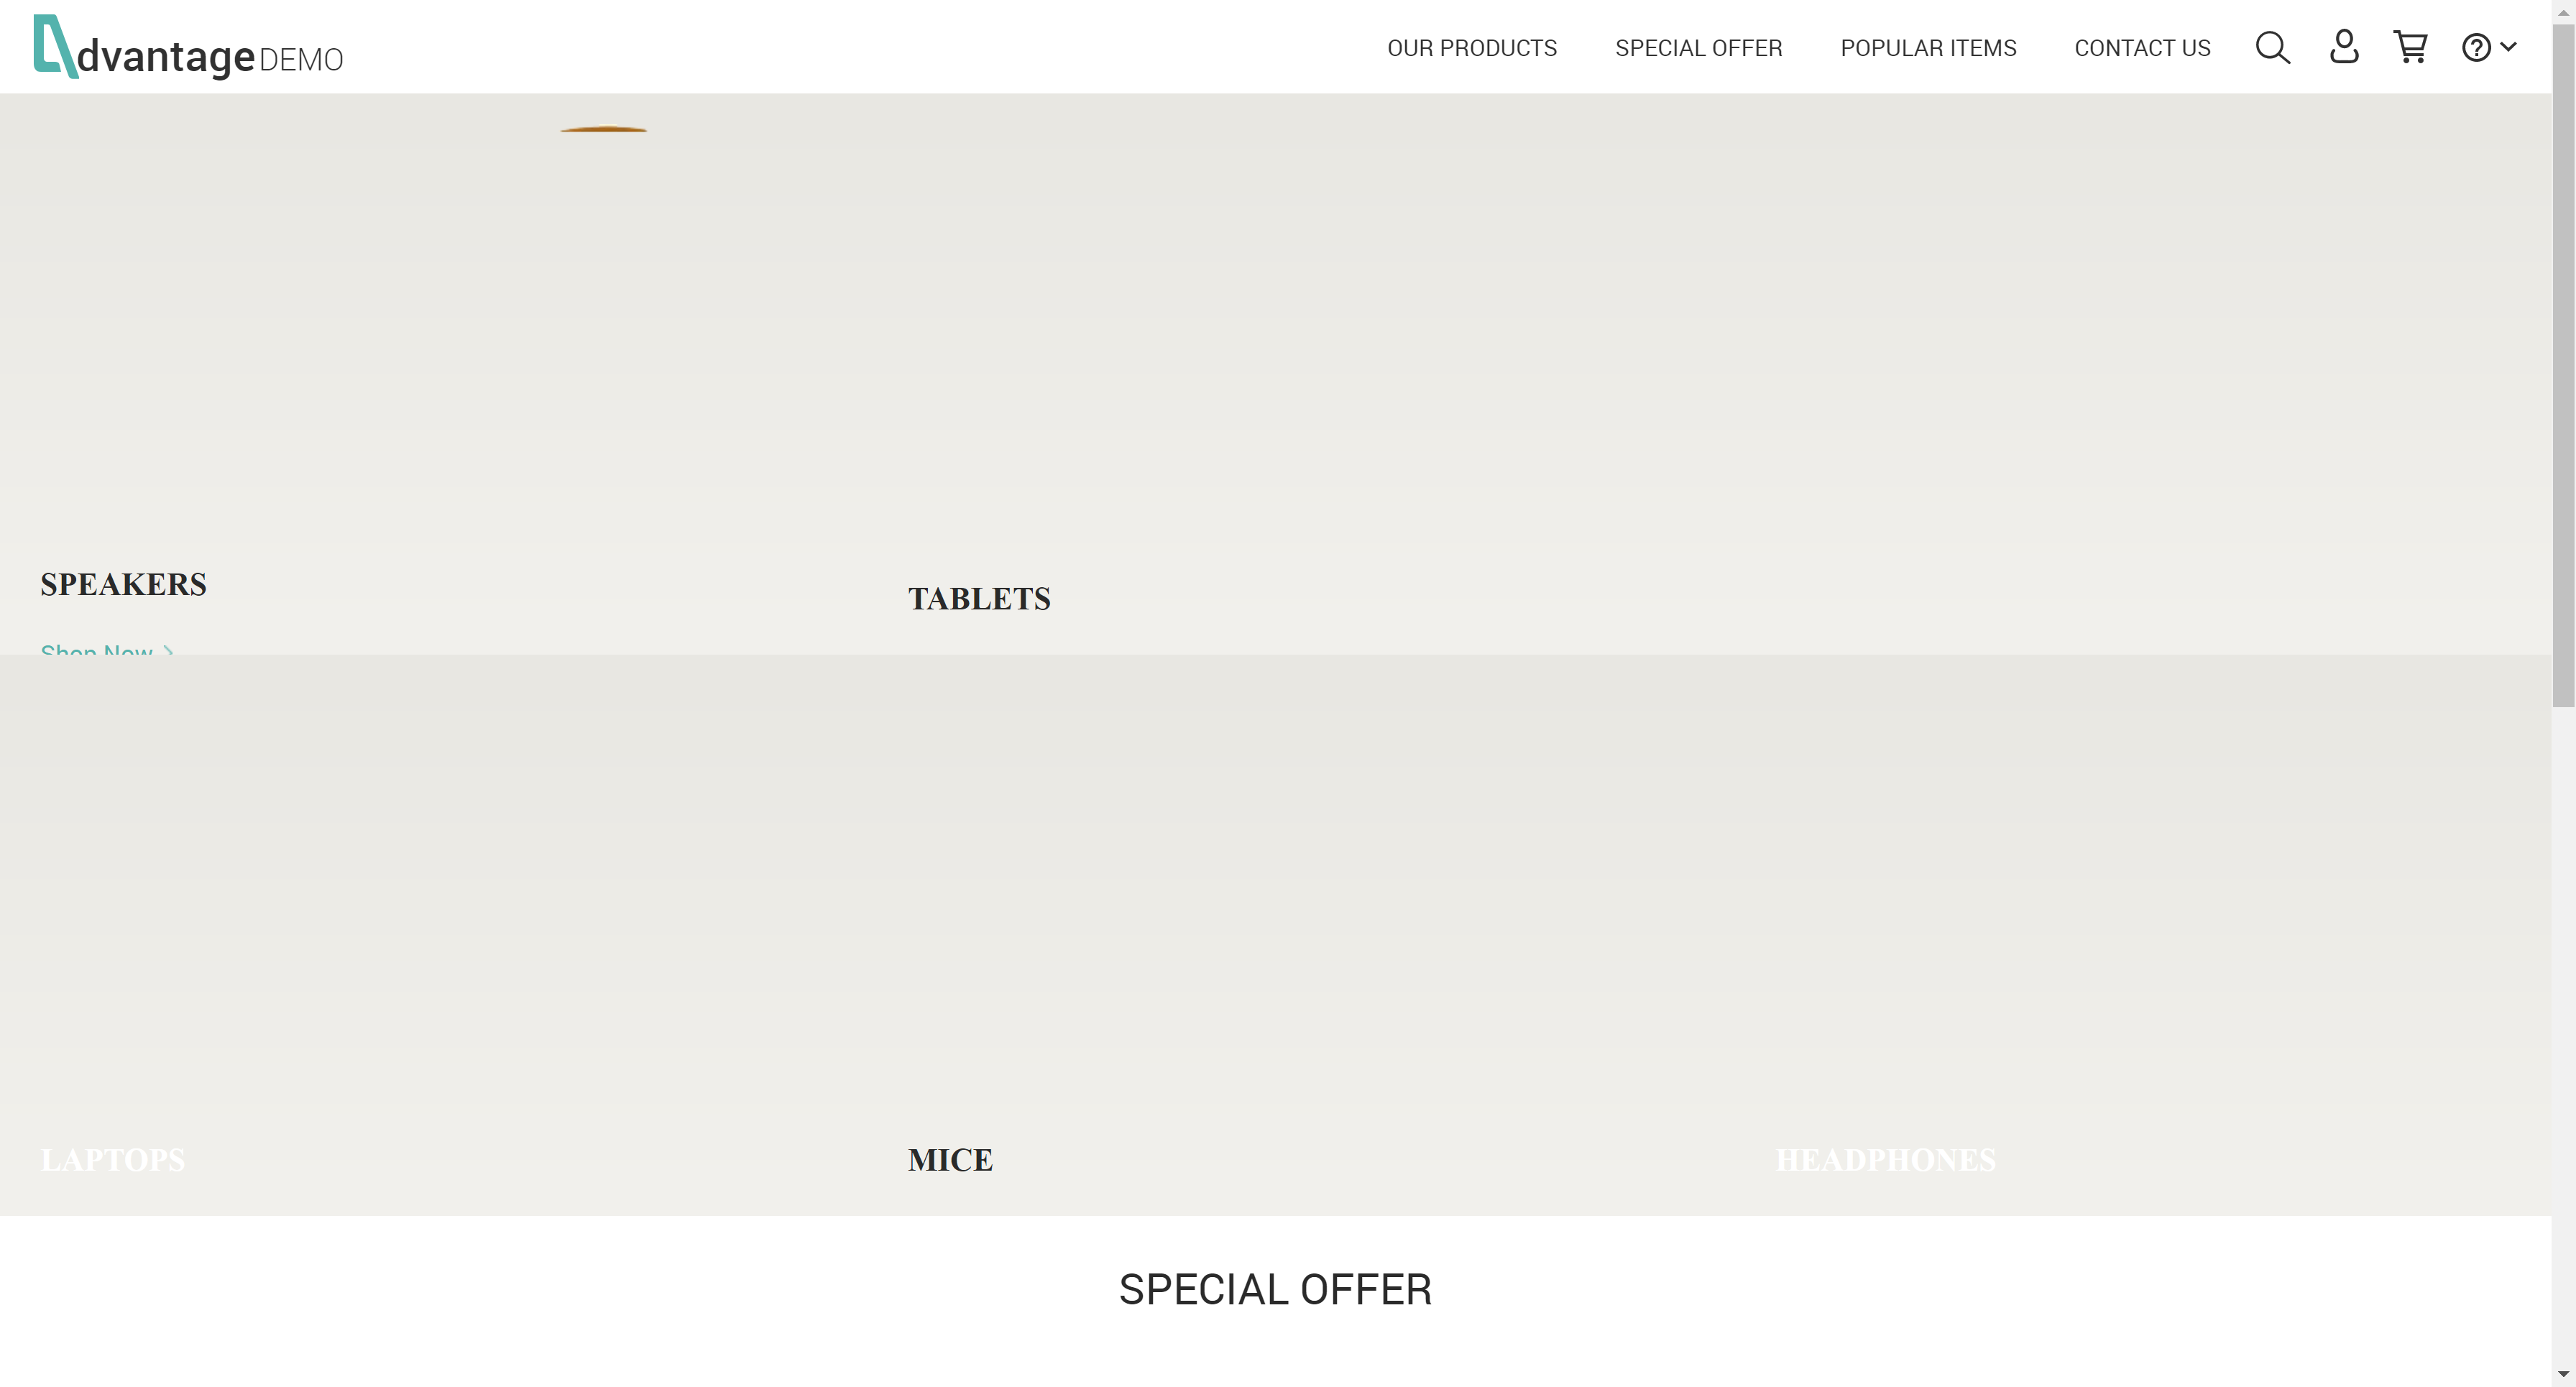 dvantage DEMO
OUR PRODUCTS
SPECIAL OFFER
POPULAR ITEMS
CONTACT US
SPEAKERS
Shop Now
TABLETS
LAPTOPS
MICE
HEADPHONES
SPECIAL OFFER